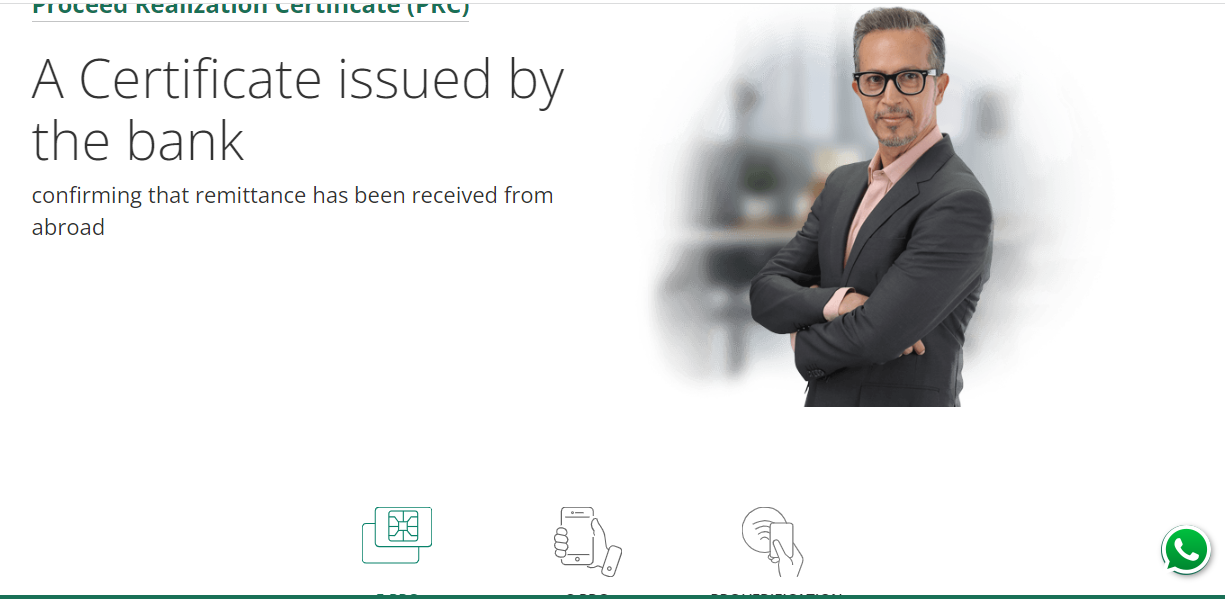 Proceed Realization Certificate (PRC)
A Certificate issued by
the bank
confirming that remittance has been received from
abroad